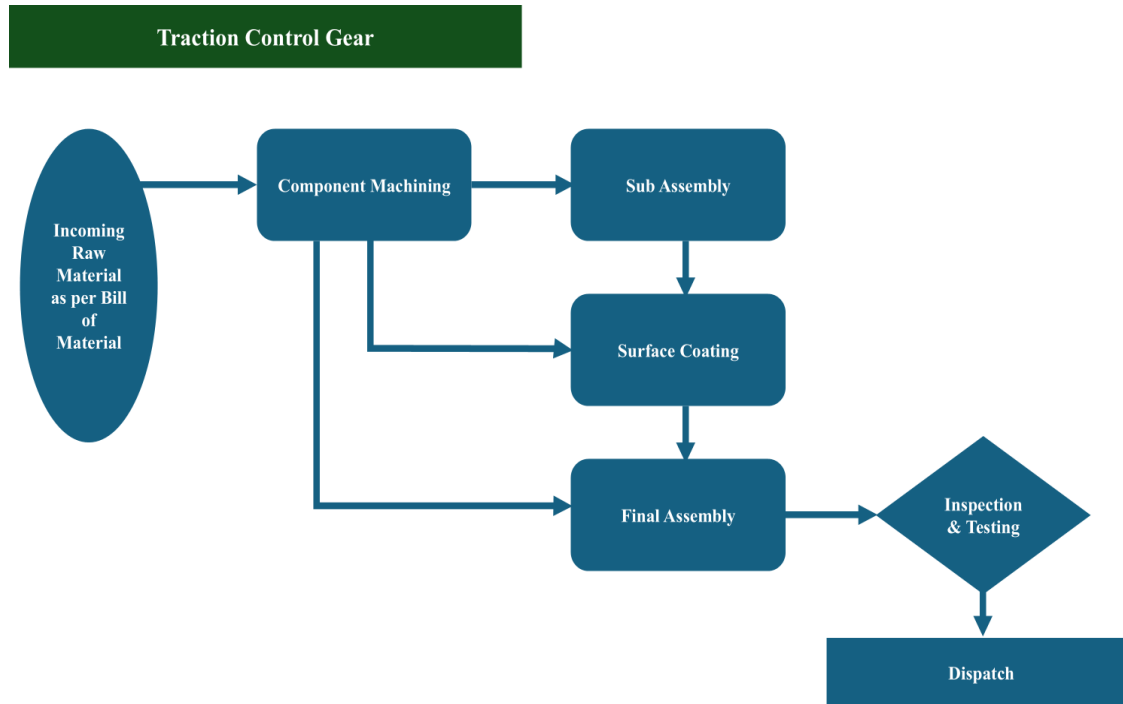 Traction Control Gear
Component Machining
Sub Assembly
Incoming
Raw
Material
as per Bill
of
Material
Surface Coating
Final Assembly
Inspection
& Testing
Dispatch